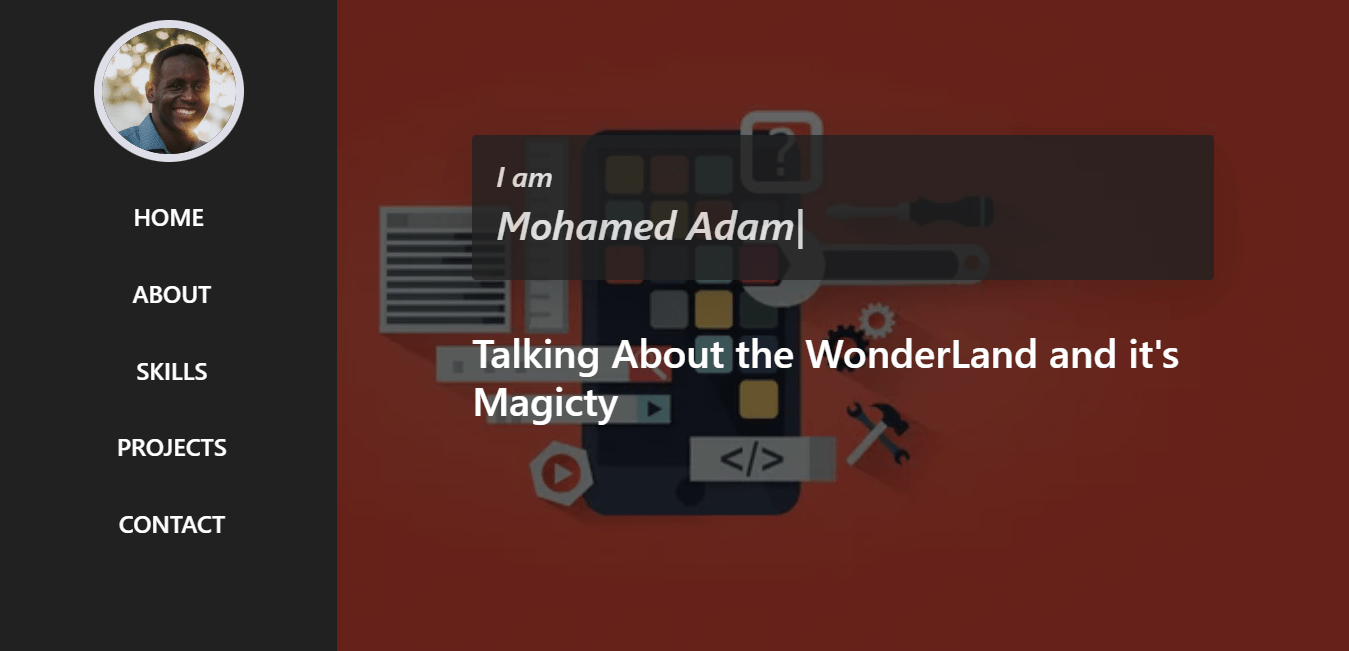 HOME
ABOUT
SKILLS
PROJECTS
CONTACT
?
I am
Mohamed Adam|
Talking About the WonderLand and it's
Magicty
</>